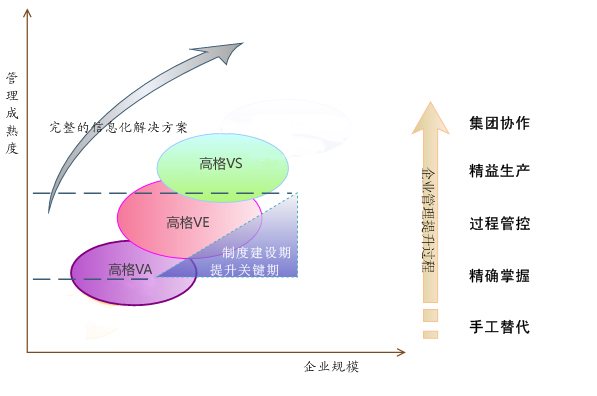 管理成熟度
完整的信息化解决方案
高格VS
高格VE
制度建设期
提升关键期
高格VA
企业规模
企业管理提升过程
集团协作
精益生产
过程管控
精确掌握
手工替代